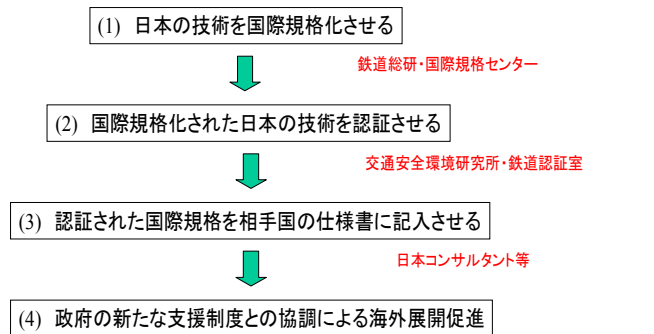 (1) 日本の技術を国際規格化させる
鉄道総研・国際規格センター
(2) 国際規格化された日本の技術を認証させる
交通安全環境研究所・鉄道認証室
(3) 認証された国際規格を相手国の仕様書に記入させる
日本コンサルタント等
(4) 政府の新たな支援制度との協調による海外展開促進